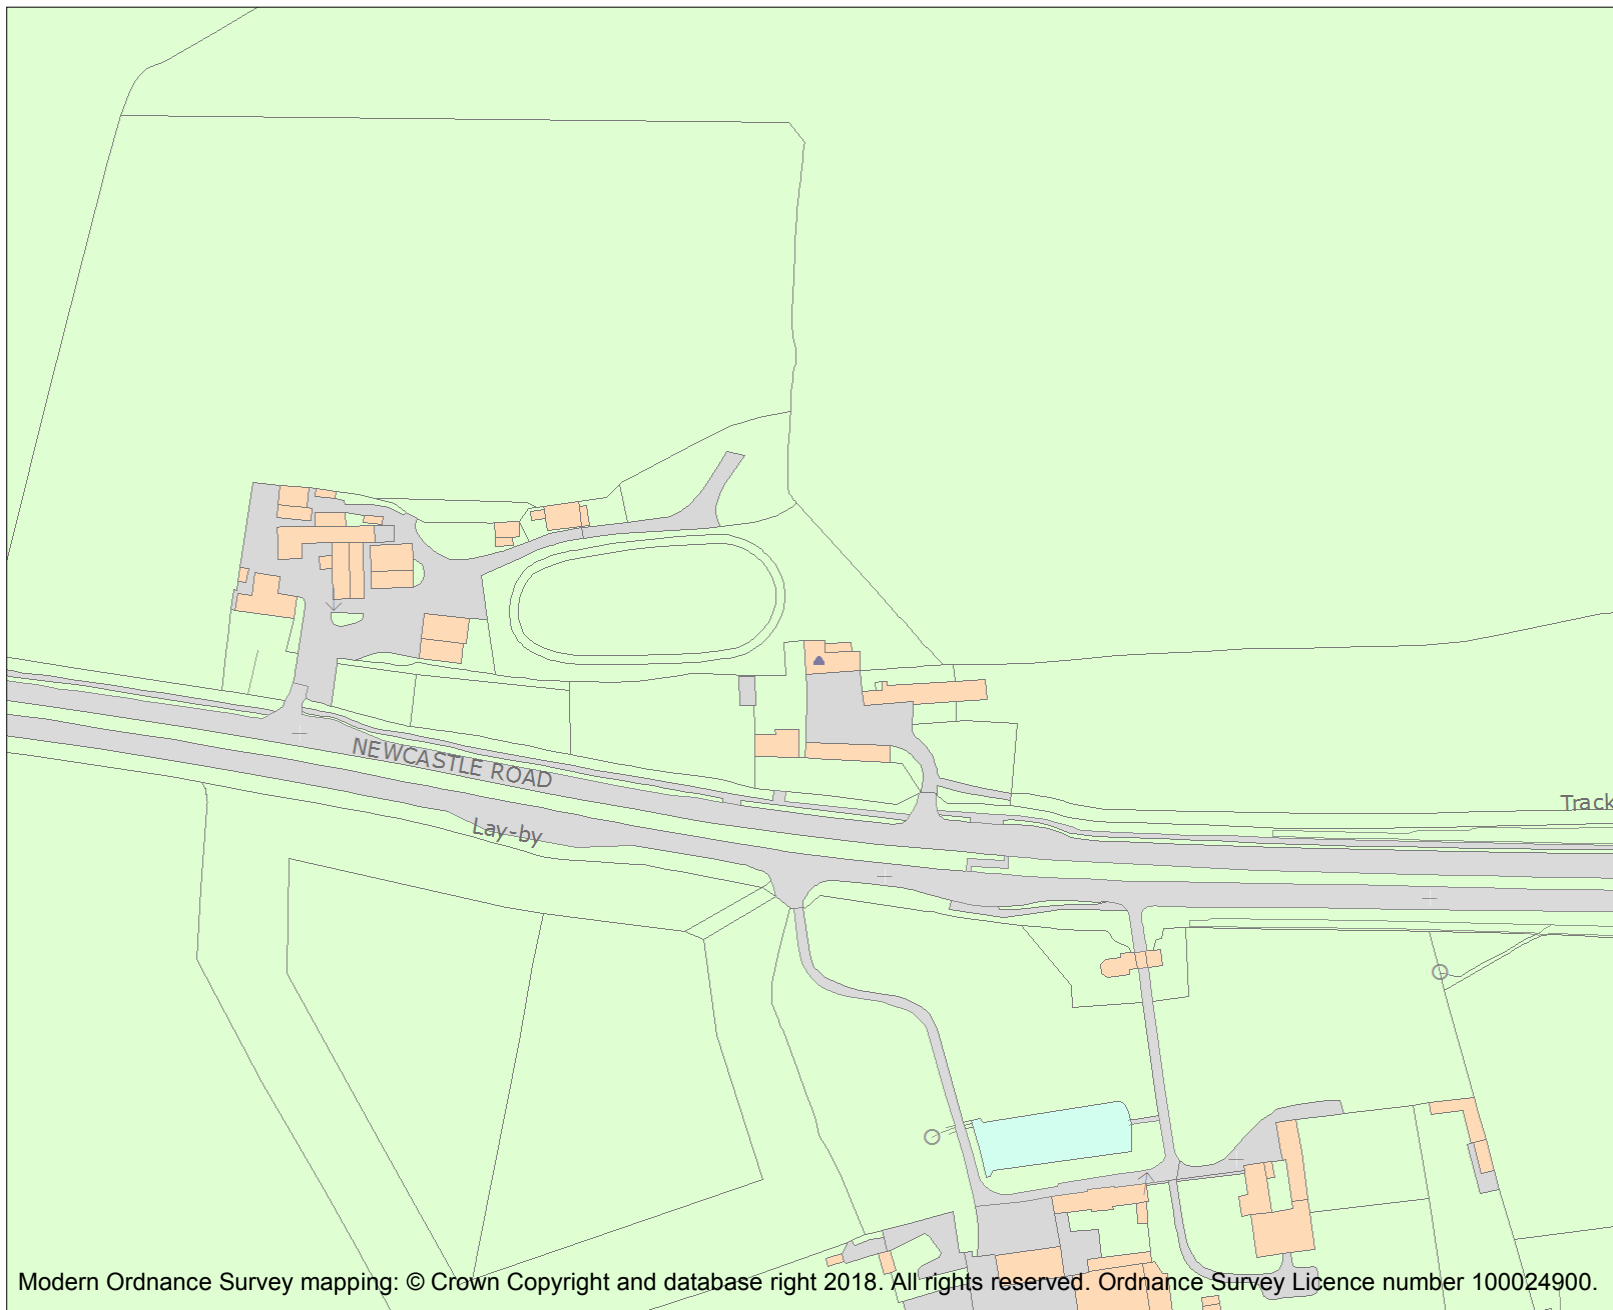 NEWCASTLE ROAD
Track
Lay-by
Modern Ordnance Survey mapping: © Crown Copyright and database right 2018. All rights reserved. Ordnance Survey Licence number 100024900.